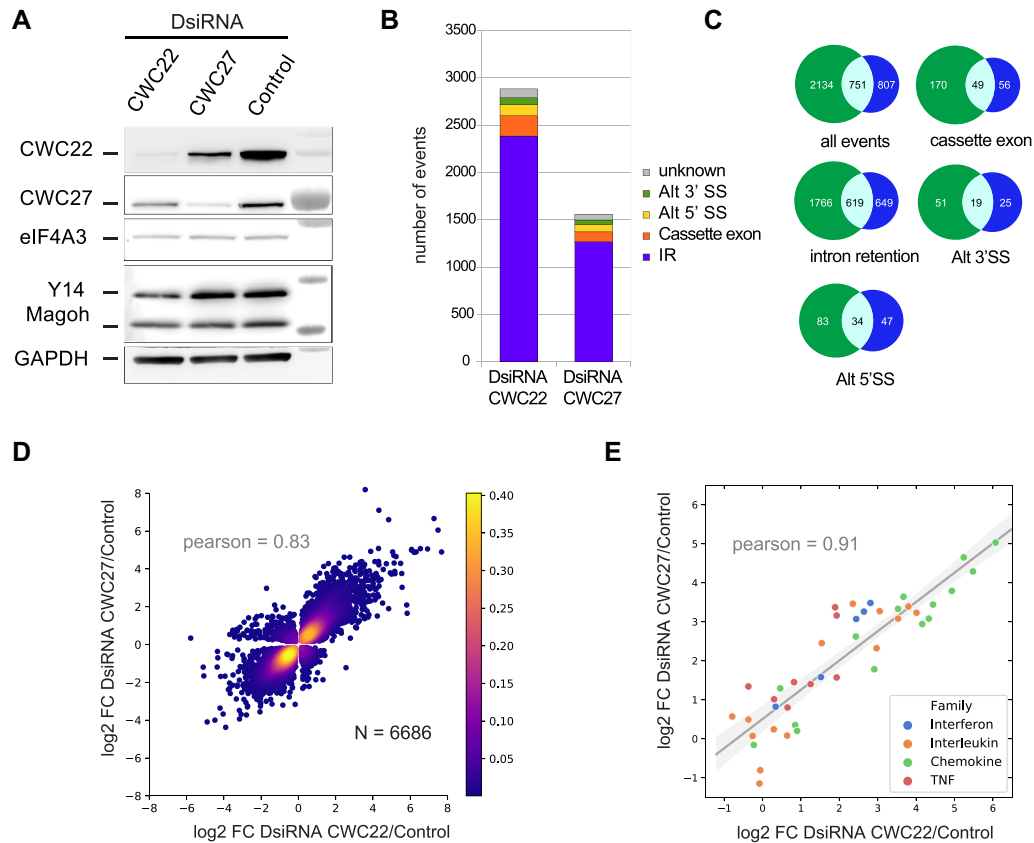 A
DsiRNA
CWC22
CWC27
Control
CWC22
CWC27
eIF4A3
Y14
Magoh
GAPDH
B
number of events
3500
3000
2500
2000
1500
1000
500
0
DsiRNA
CWC22
DsiRNA
CWC27
unknown
Alt 3' SS
Alt 5' SS
Cassette exon
IR
C
2134 751 807
all events
170 49 56
cassette exon
1766 619 649
intron retention
51 19 25
Alt 3'SS
83 34 47
Alt 5'SS
D
log2 FC DsiRNA CWC27/Control
8
6
4
2
0
−2
−4
−6
−8
pearson = 0.83
N = 6686
−8 −6 −4 −2 0 2 4 6 8
log2 FC DsiRNA CWC22/Control
0.40
0.35
0.30
0.25
0.20
0.15
0.10
0.05
0.00
E
log2 FC DsiRNA CWC27/Control
6
5
4
3
2
1
0
−1
pearson = 0.91
Family
Interferon
Interleukin
Chemokine
TNF
−1 0 1 2 3 4 5 6
log2 FC DsiRNA CWC22/Control